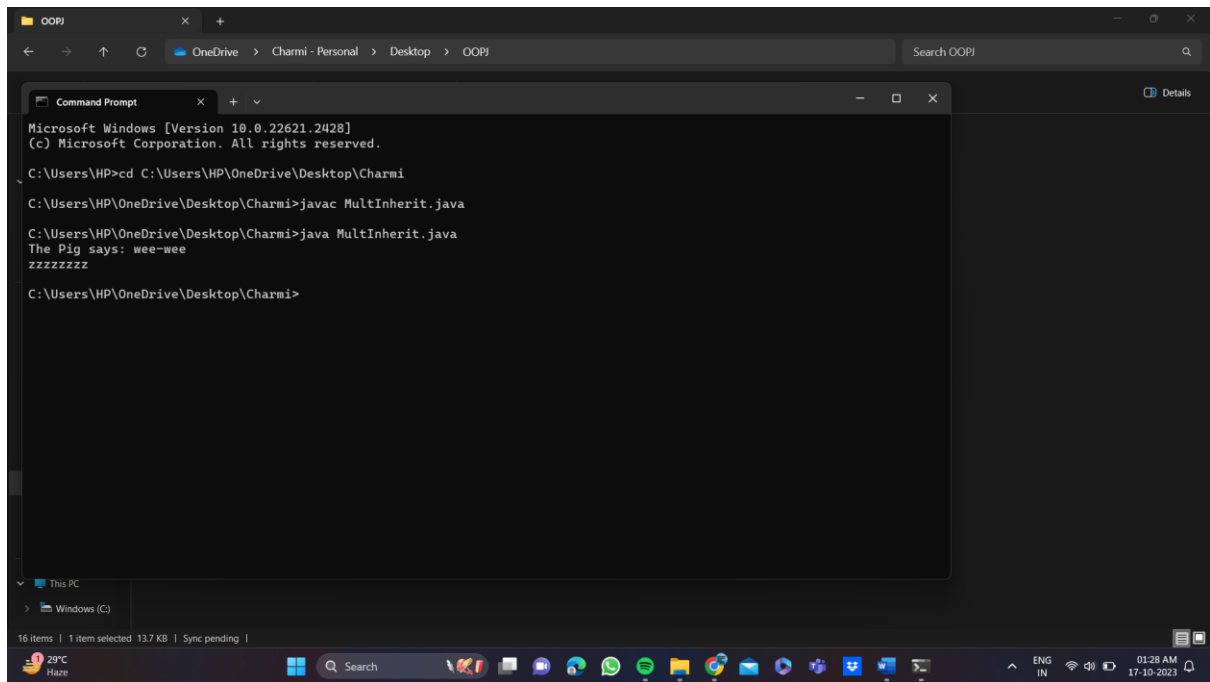 OOPJ
OneDrive > Charmi - Personal > Desktop > OOPJ
Search OOPJ
Details
Command Prompt
Microsoft Windows [Version 10.0.22621.2428]
(c) Microsoft Corporation. All rights reserved.
C:\Users\HP>cd C:\Users\HP\OneDrive\Desktop\Charmi
C:\Users\HP\OneDrive\Desktop\Charmi>javac MultInherit.java
C:\Users\HP\OneDrive\Desktop\Charmi>java MultInherit.java
The Pig says: wee-wee
zzzzzzzz
C:\Users\HP\OneDrive\Desktop\Charmi>
This PC
Windows (C:)
16 items | 1 item selected 13.7 KB | Sync pending |
1
29°C
Haze
Search
ENG
IN
01:28 AM
17-10-2023